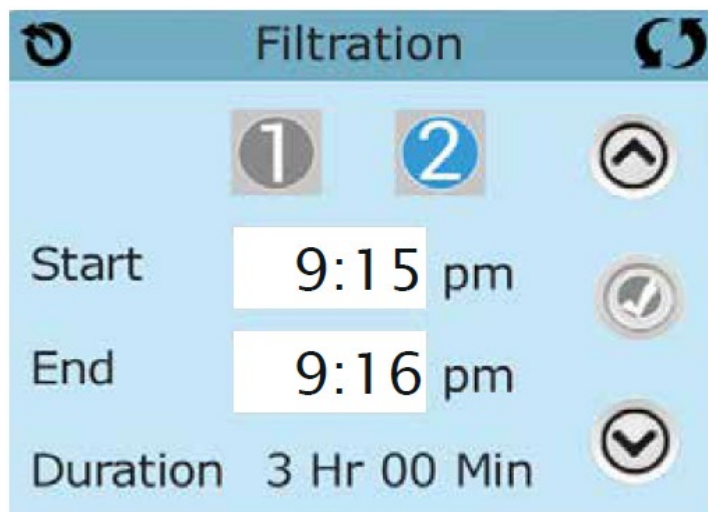 Filtration
1 2
Start 9:15 pm
End 9:16 pm
Duration 3 Hr 00 Min